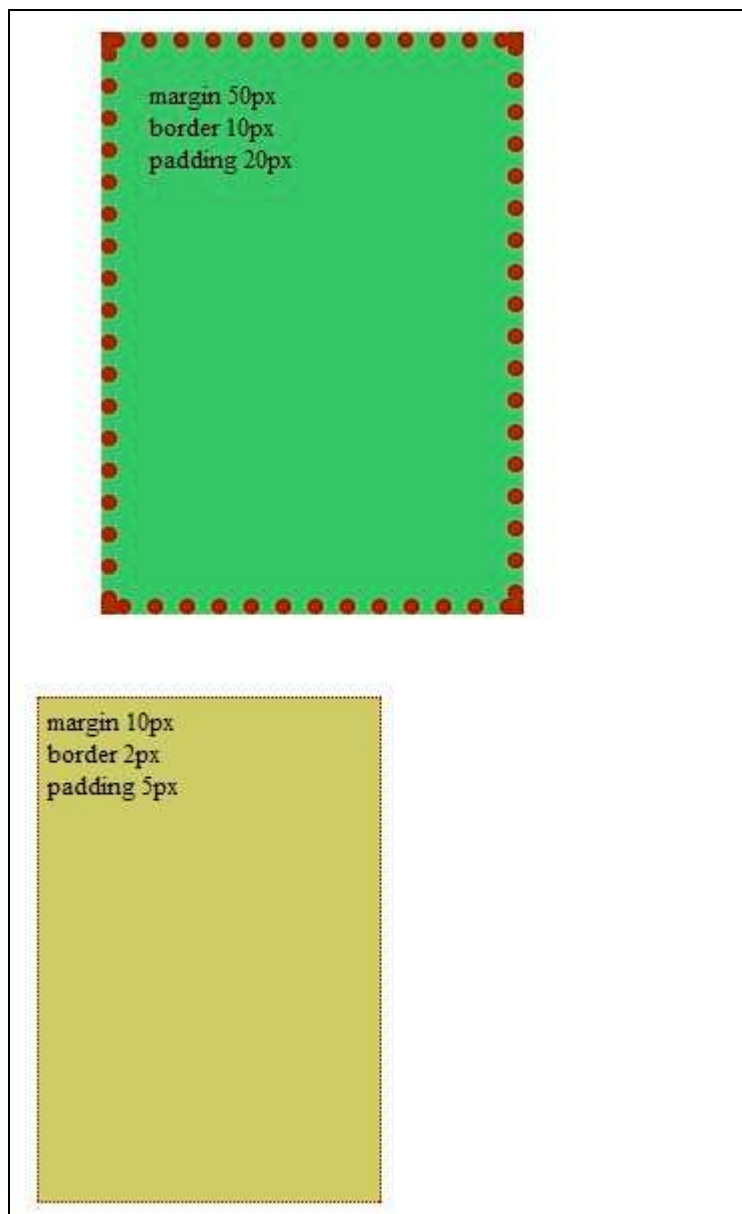 margin 50px
border 10px
padding 20px
margin 10px
border 2px
padding 5px